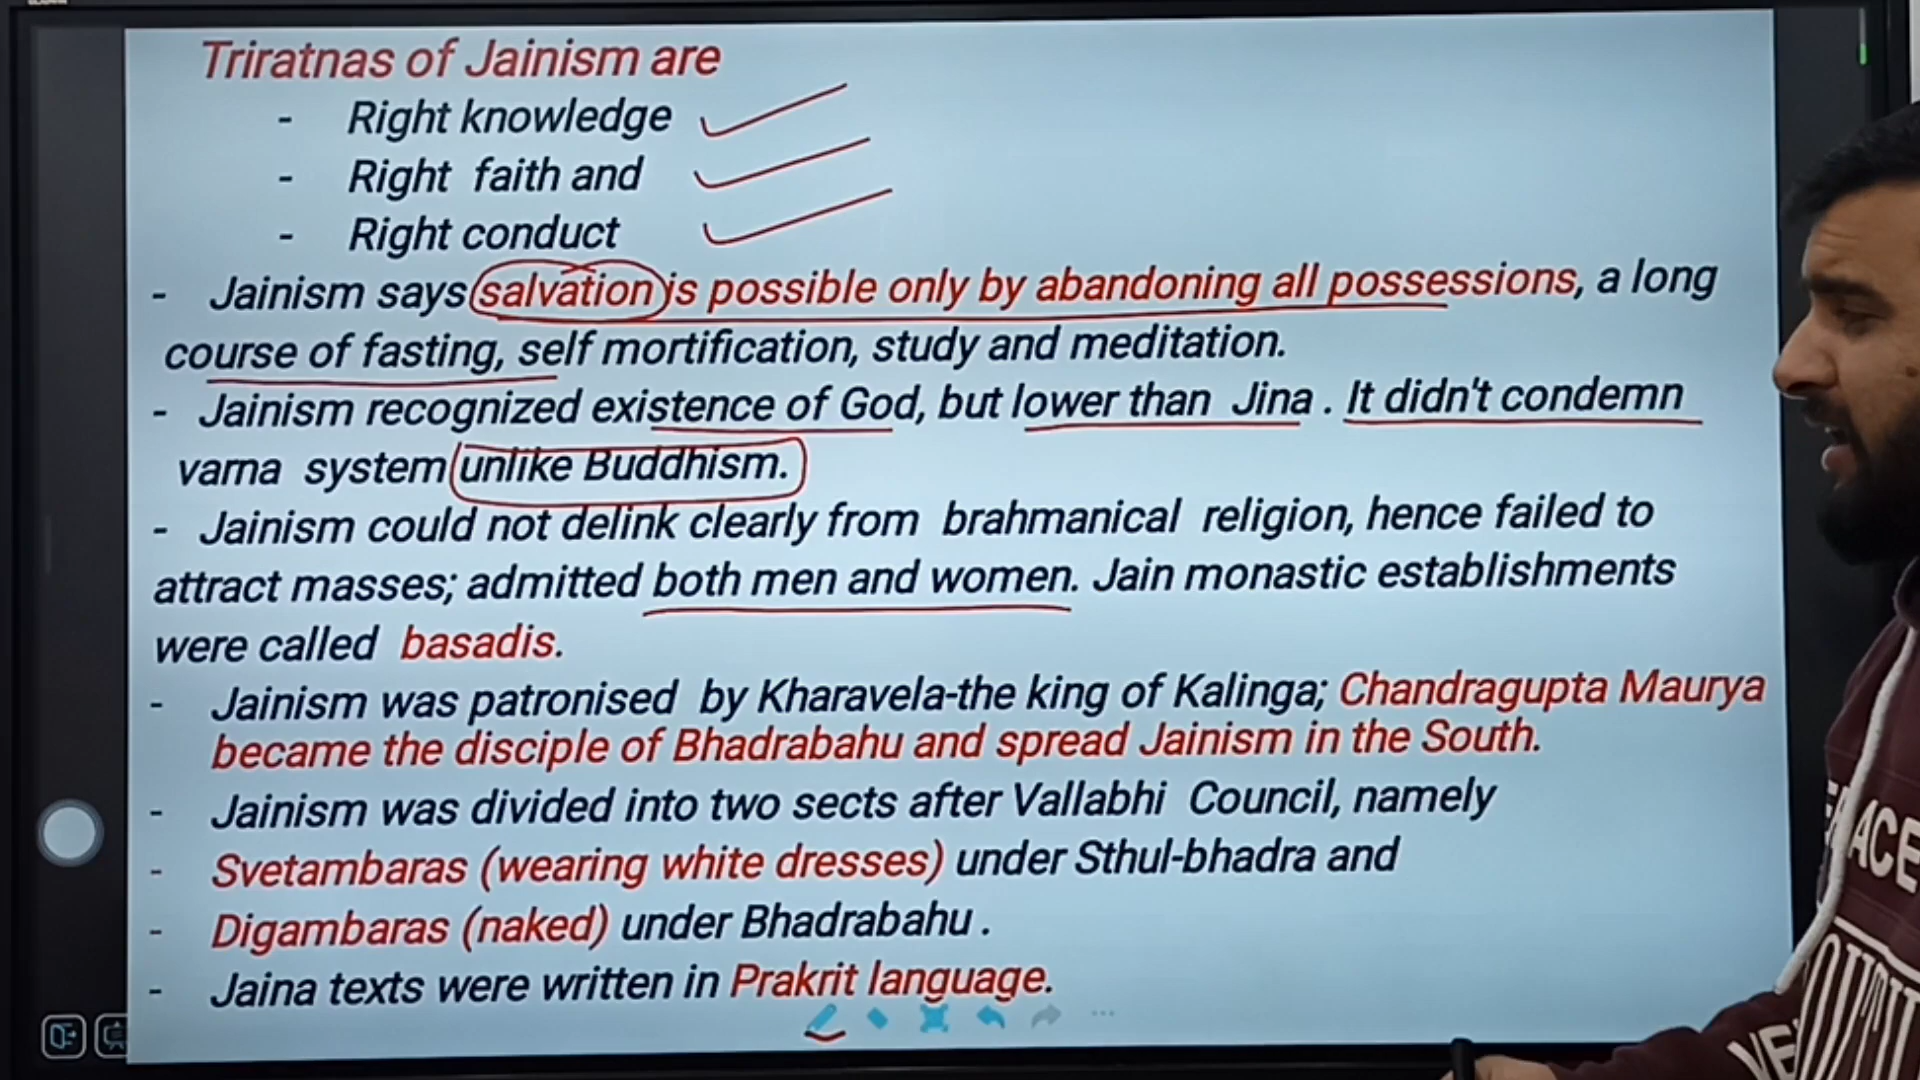 Triratnas of Jainism are
- Right knowledge
- Right faith and
- Right conduct
- Jainism says salvation is possible only by abandoning all possessions, a long
course of fasting, self mortification, study and meditation.
- Jainism recognized existence of God, but lower than Jina . It didn't condemn
varna system unlike Buddhism.
- Jainism could not delink clearly from brahmanical religion, hence failed to
attract masses; admitted both men and women. Jain monastic establishments
were called basadis.
- Jainism was patronised by Kharavela-the king of Kalinga; Chandragupta Maurya
became the disciple of Bhadrabahu and spread Jainism in the South.
- Jainism was divided into two sects after Vallabhi Council, namely
- Svetambaras (wearing white dresses) under Sthul-bhadra and
- Digambaras (naked) under Bhadrabahu .
- Jaina texts were written in Prakrit language.